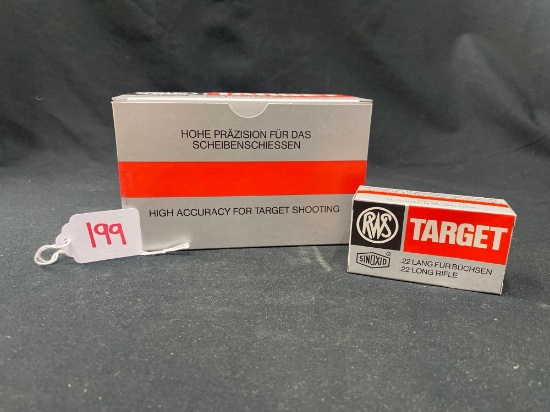 HOHE PRÄZISION FÜR DAS
SCHEIBENSCHIESSEN
HIGH ACCURACY FOR TARGET SHOOTING
199
RWS
TARGET
SINOXID
.22 LANG FÜR BÜCHSEN
.22 LONG RIFLE